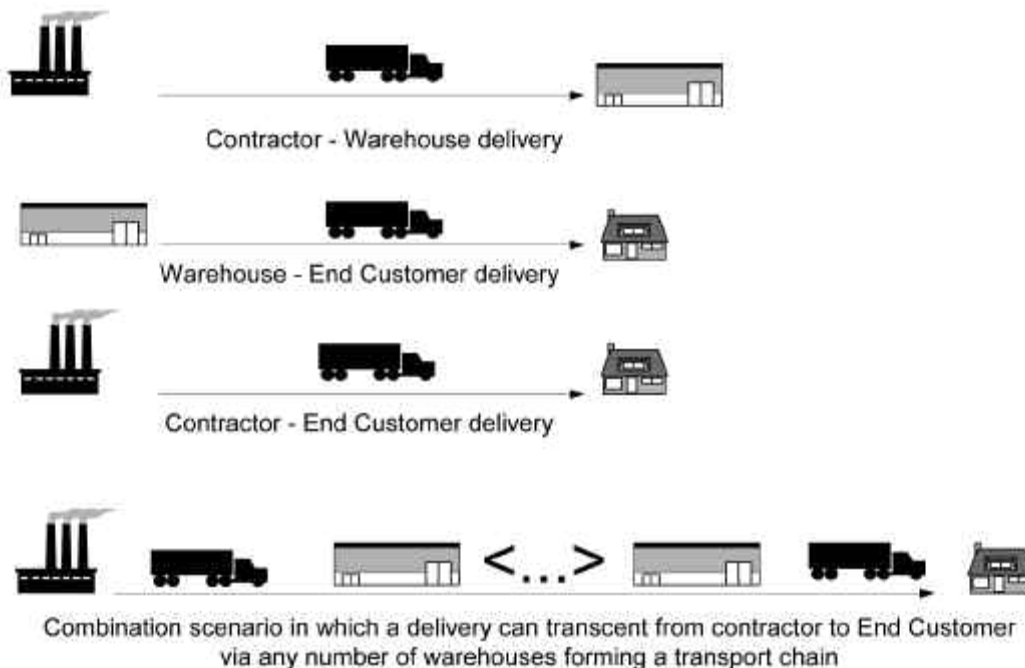 Contractor - Warehouse delivery
Warehouse - End Customer delivery
Contractor - End Customer delivery
<...>
Combination scenario in which a delivery can transcent from contractor to End Customer
via any number of warehouses forming a transport chain